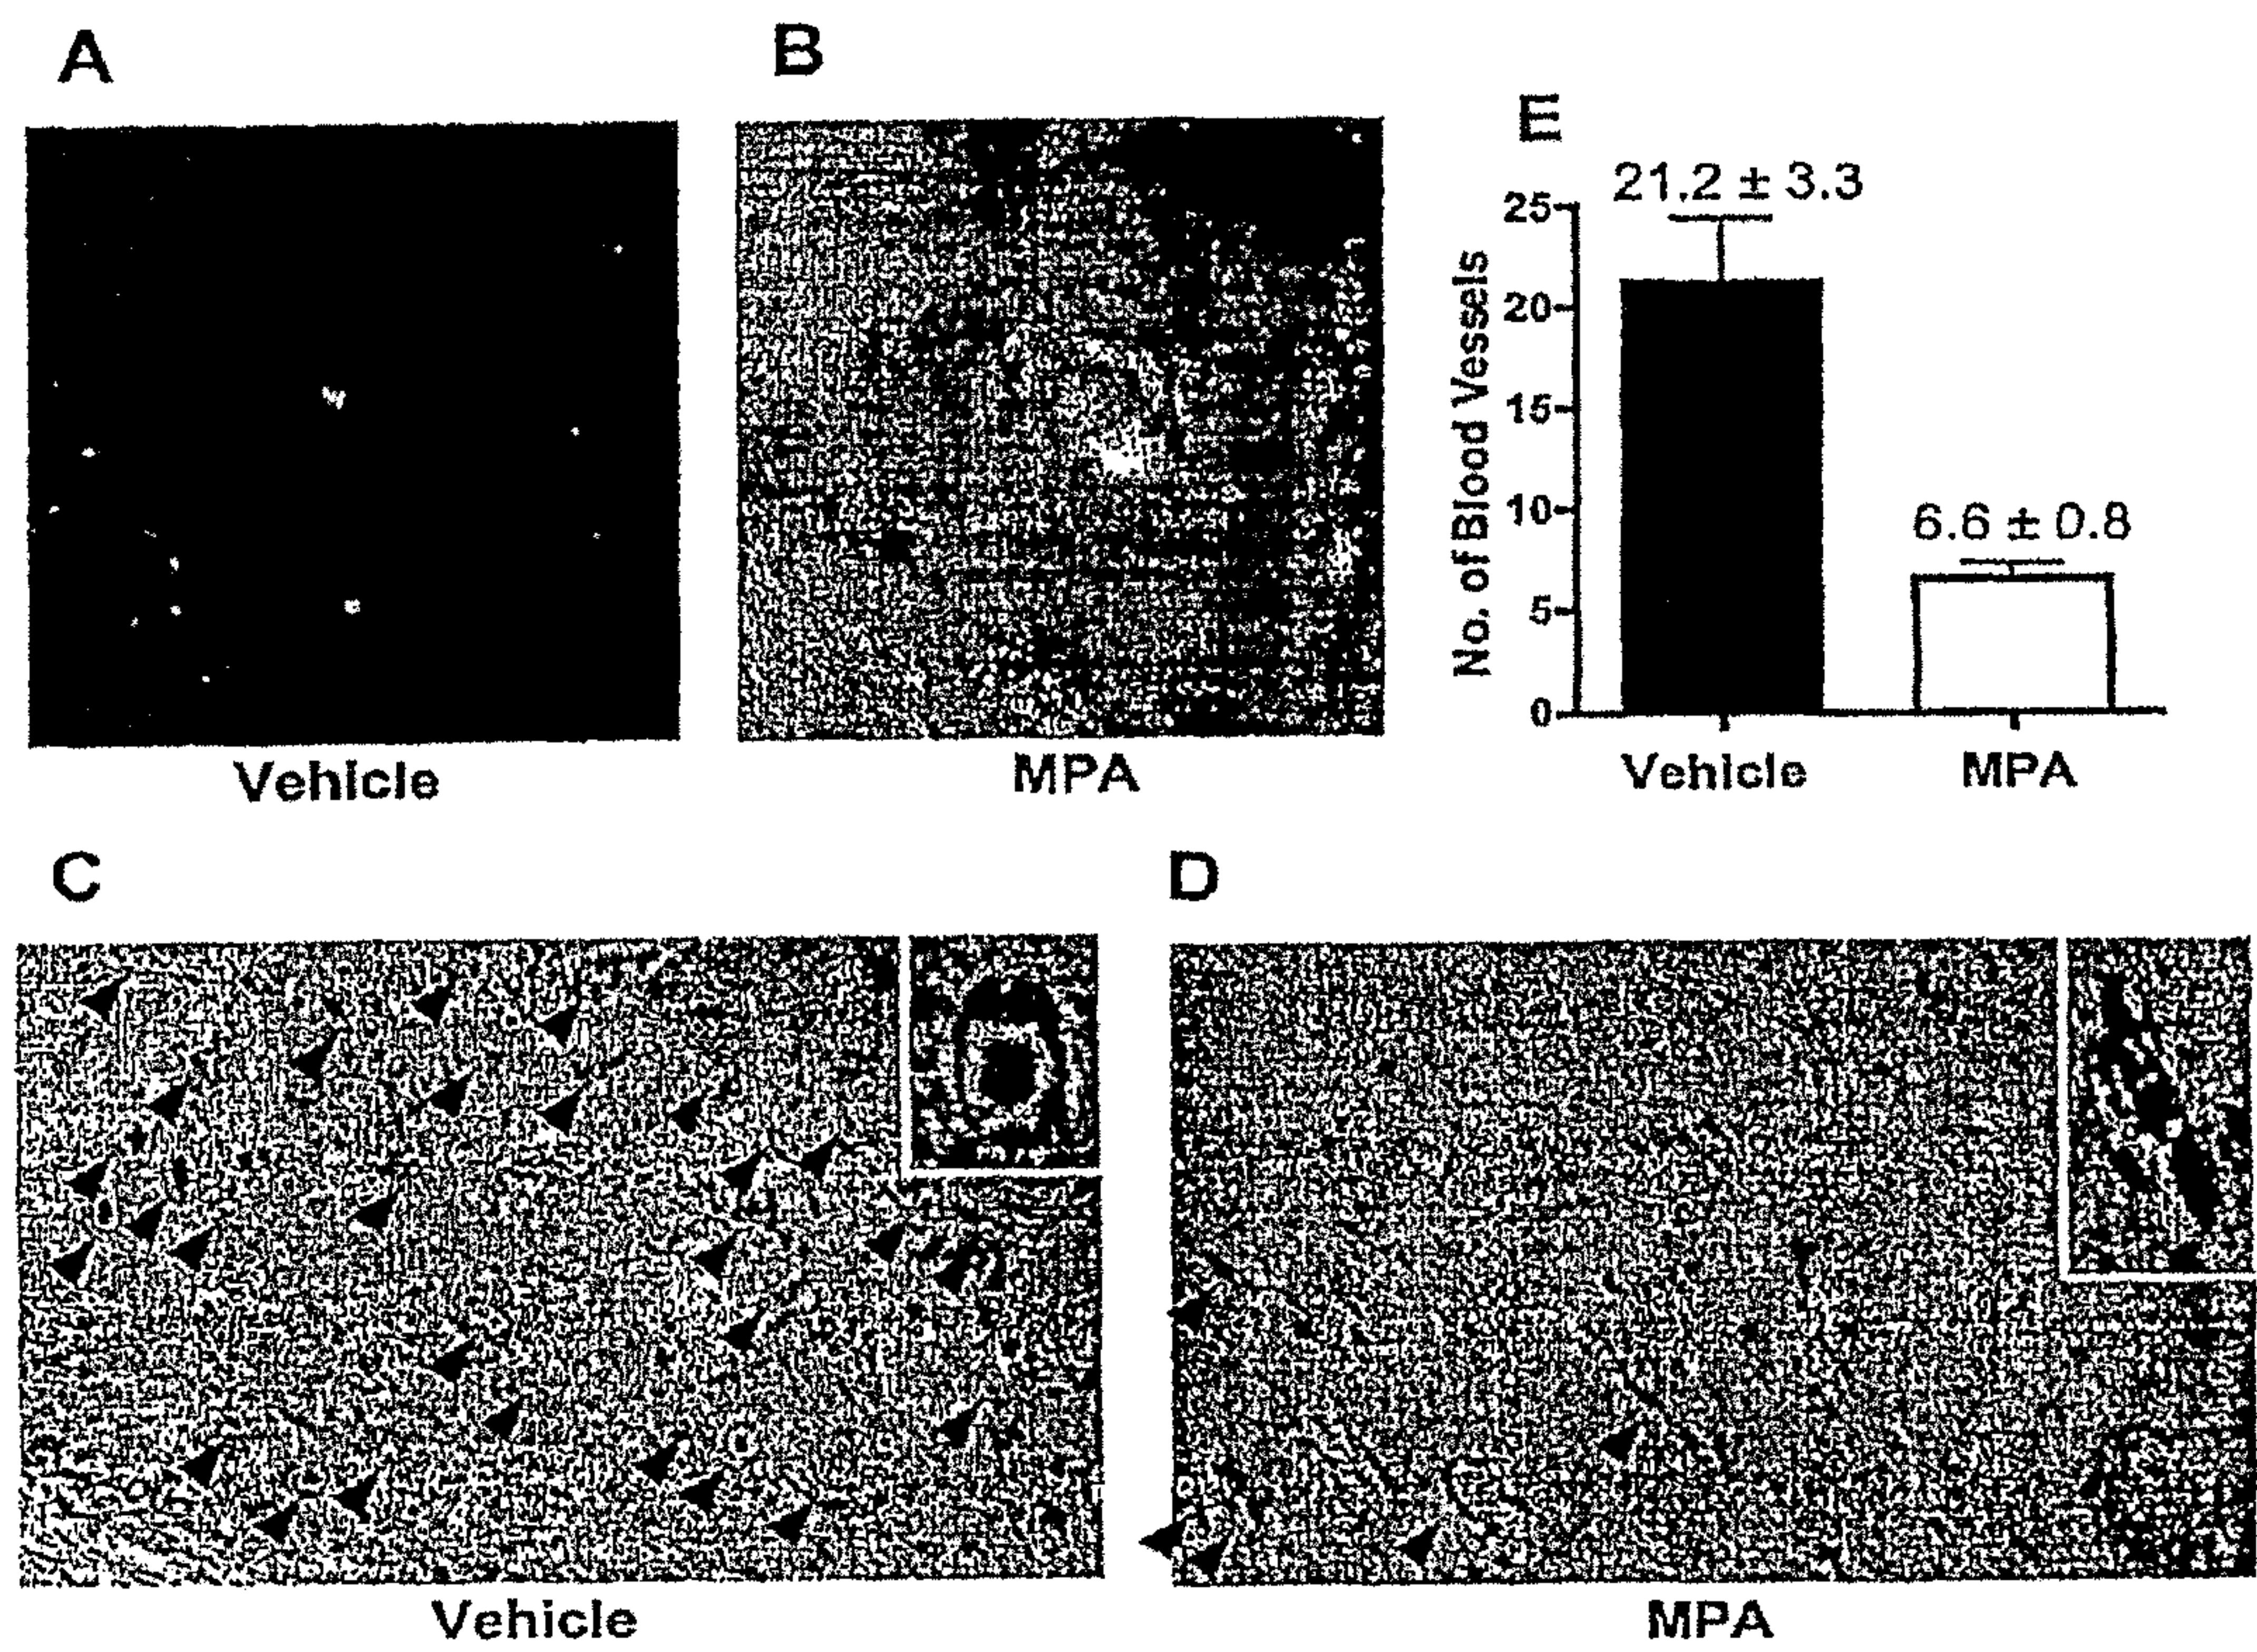 A
B
E
21.2 ± 3.3
25
20
15
10
5
0
6.6 ± 0.8
No. of Blood Vessels
Vehicle
MPA
Vehicle
MPA
C
D
Vehicle
MPA